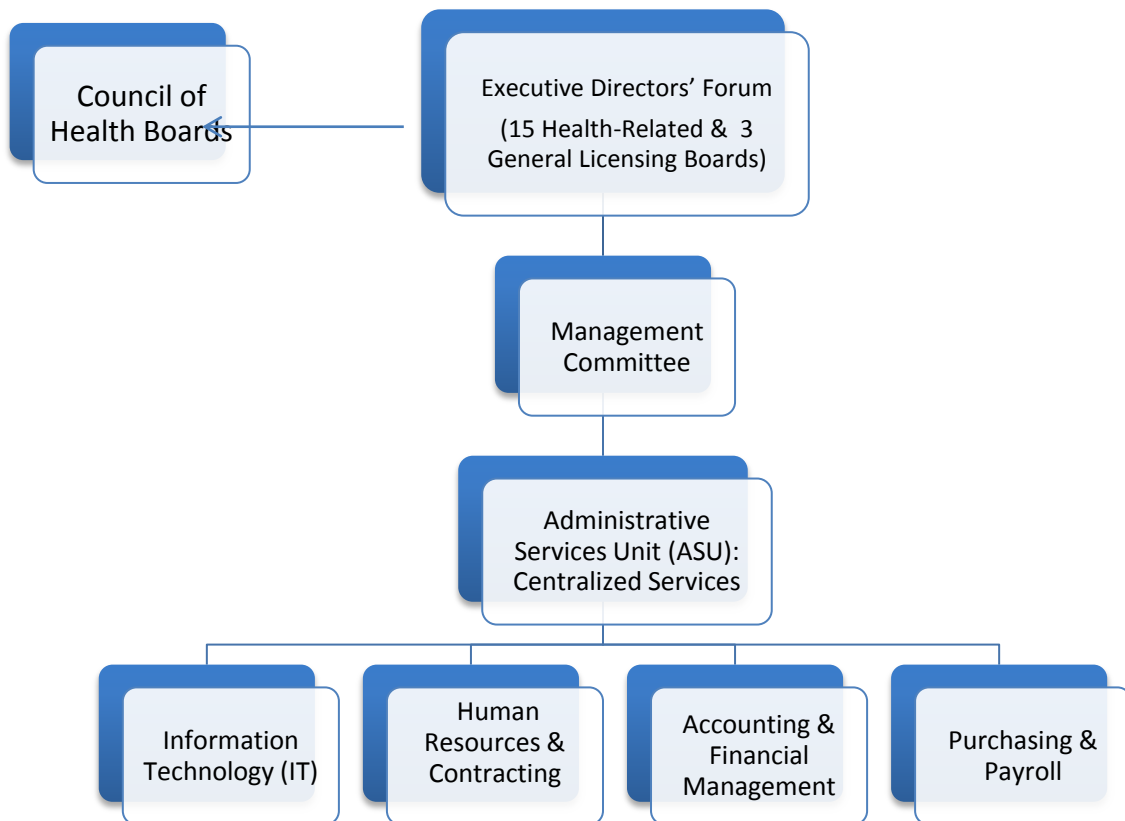 Council of
Health Boards
Executive Directors’ Forum
(15 Health-Related & 3
General Licensing Boards)
Management
Committee
Administrative
Services Unit (ASU):
Centralized Services
Information
Technology (IT)
Human
Resources &
Contracting
Accounting &
Financial
Management
Purchasing &
Payroll